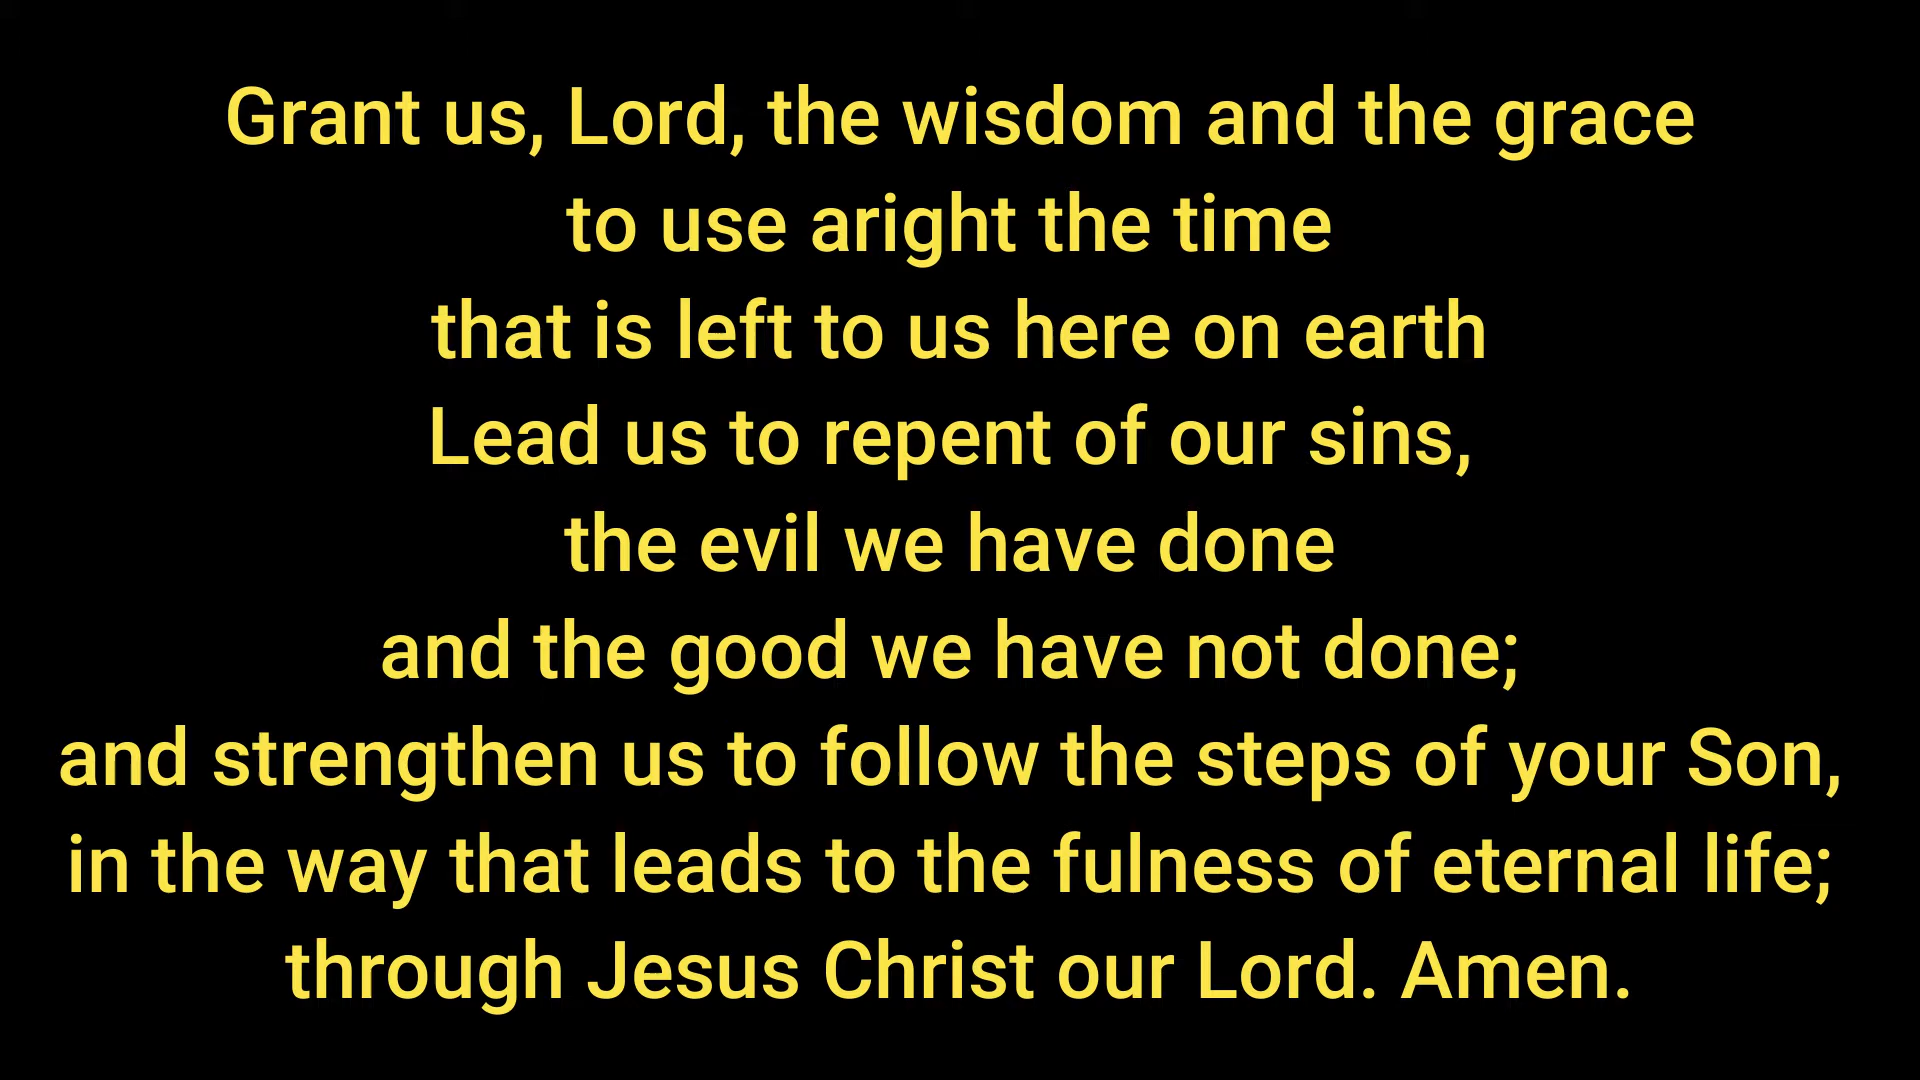 Grant us, Lord, the wisdom and the grace
to use aright the time
that is left to us here on earth
Lead us to repent of our sins,
the evil we have done
and the good we have not done;
and strengthen us to follow the steps of your Son,
in the way that leads to the fulness of eternal life;
through Jesus Christ our Lord. Amen.